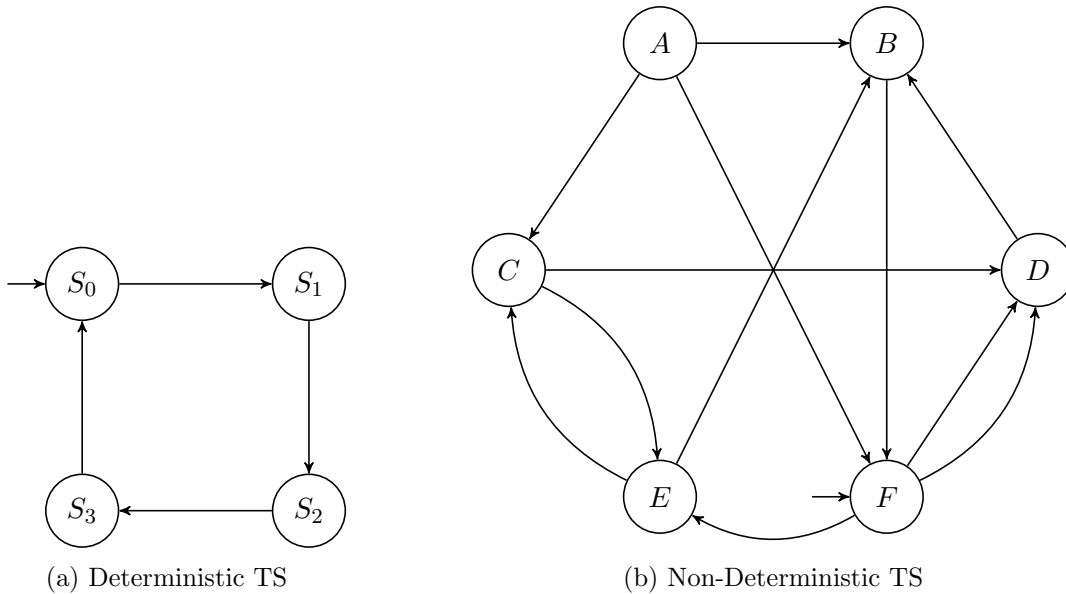 A
B
S₀
S₁
C
D
S₃
S₂
E
F
(a) Deterministic TS
(b) Non-Deterministic TS